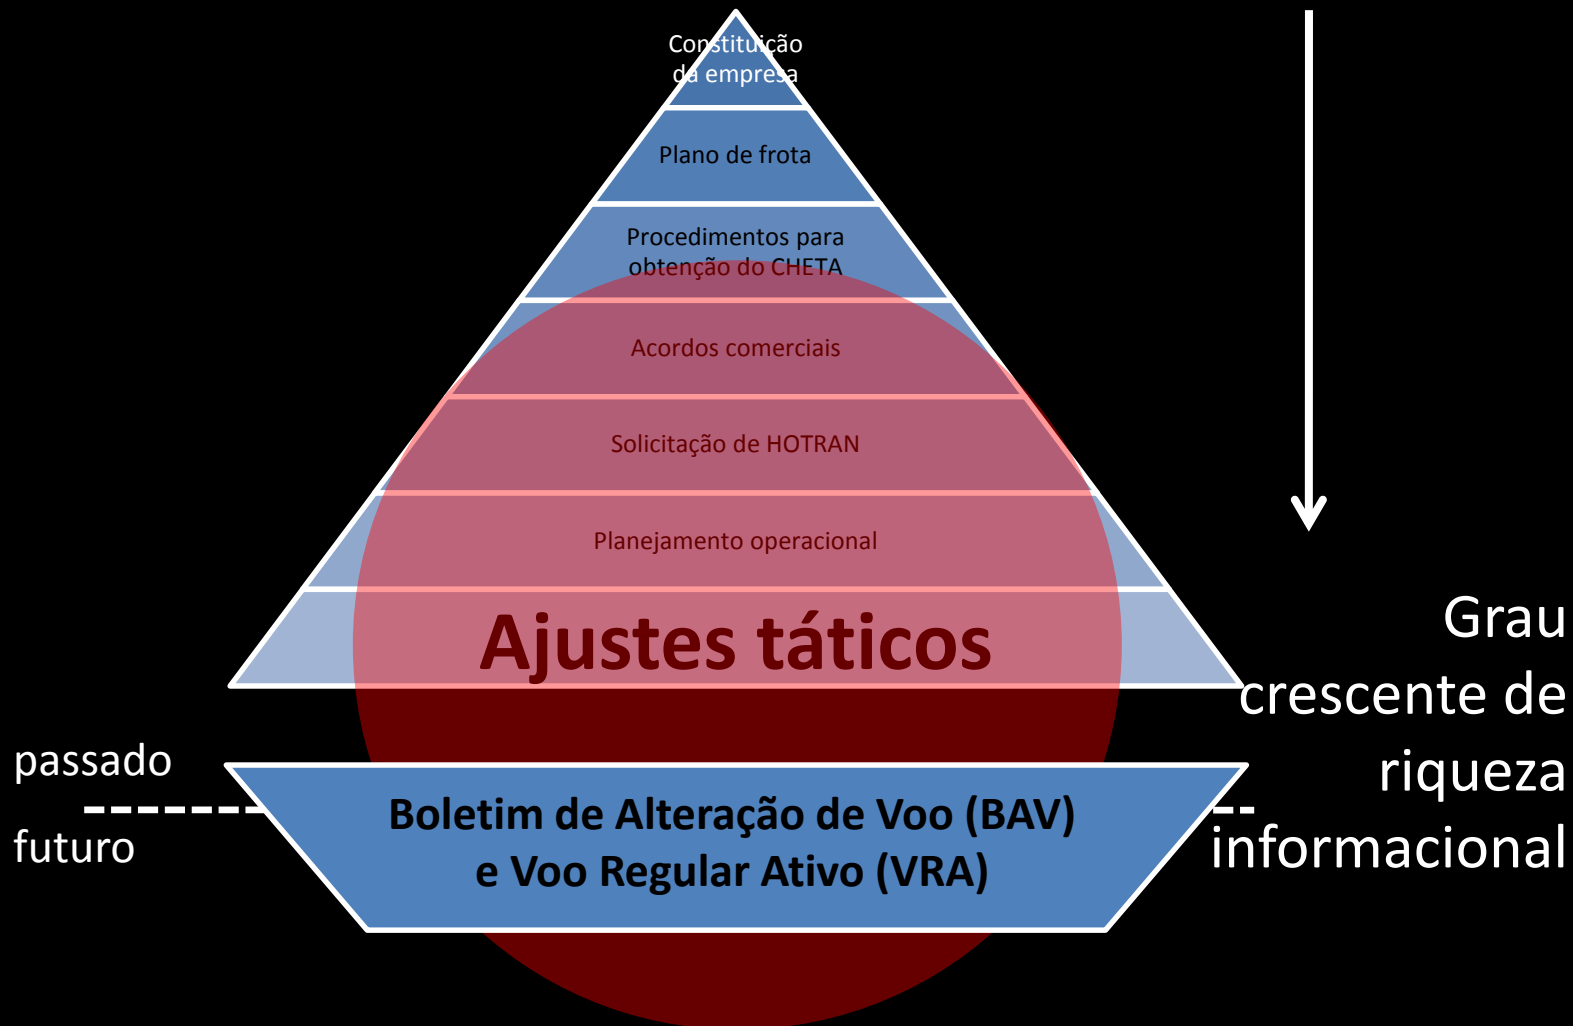 Constituição
da empresa
Plano de frota
Procedimentos para
obtenção do CHETA
Acordos comerciais
Solicitação de HOTRAN
Planejamento operacional
Ajustes táticos
Grau
crescente de
riqueza
informacional
passado
futuro
Boletim de Alteração de Voo (BAV)
e Voo Regular Ativo (VRA)